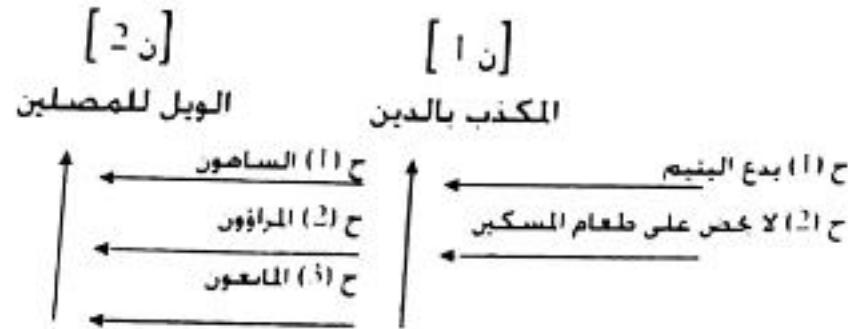 [ن 1] [ن 2]
المكذب بالدين الويل للمصلين
ح (1) يدع اليتيم ح (1) الساهون
ح (2) لا يحض على طعام المسكين ح (2) المراؤون
ح (3) المانعون